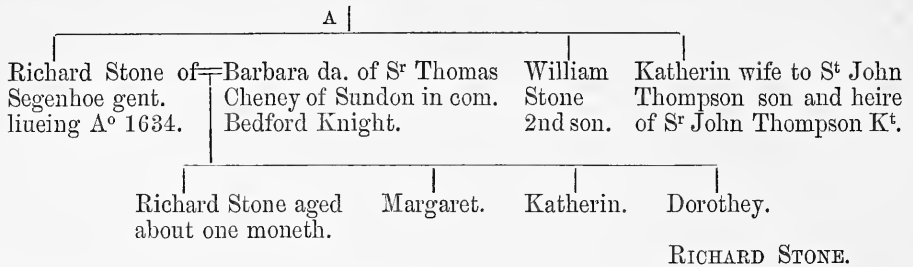 A
Richard Stone of
Segenhoe gent.
liueing Aº 1634.
Barbara da. of Sʳ Thomas
Cheney of Sundon in com.
Bedford Knight.
William
Stone
2nd son.
Katherin wife to Sᵗ John
Thompson son and heire
of Sʳ John Thompson Kᵗ.
Richard Stone aged
about one moneth.
Margaret.
Katherin.
Dorothey.
RICHARD STONE.